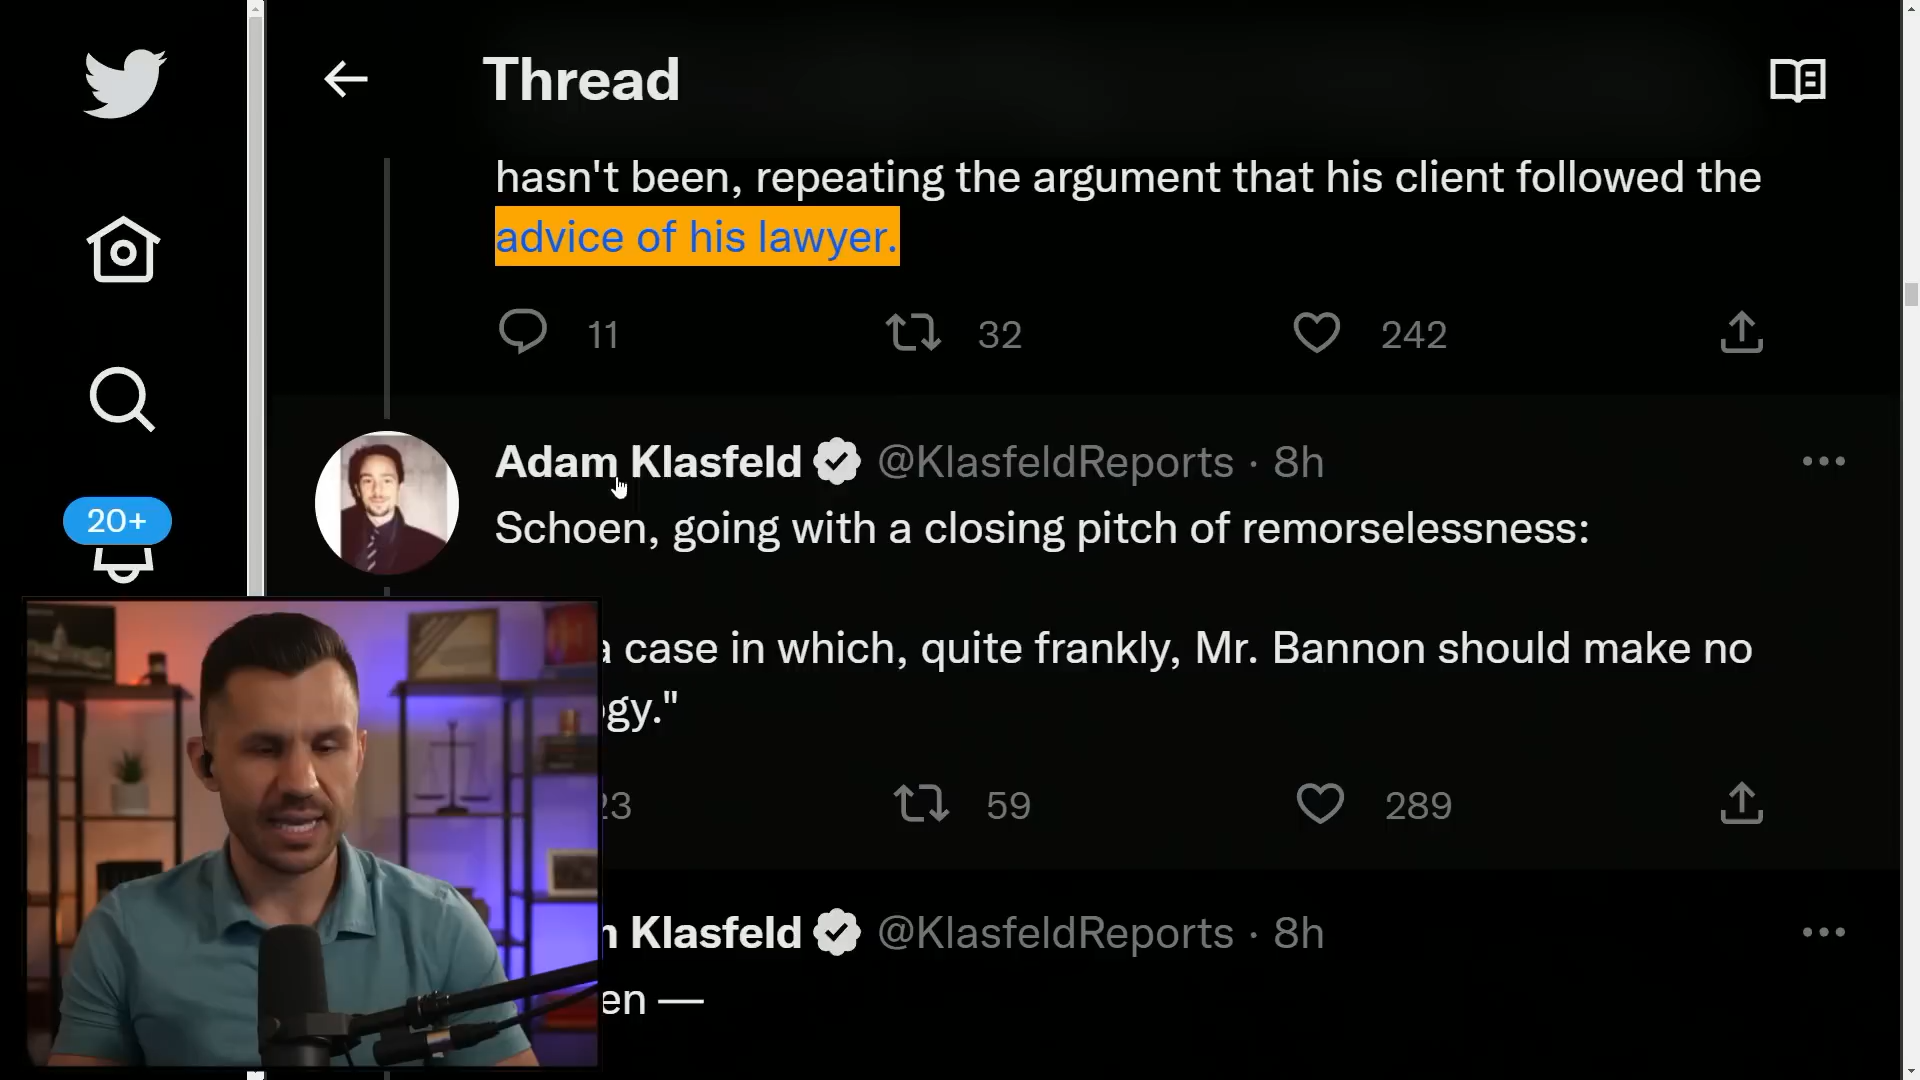 Thread
hasn't been, repeating the argument that his client followed the
advice of his lawyer.
11 32 242
Adam Klasfeld @KlasfeldReports · 8h
Schoen, going with a closing pitch of remorselessness:
20+
case in which, quite frankly, Mr. Bannon should make no
gy."
23 59 289
Klasfeld @KlasfeldReports · 8h
en —